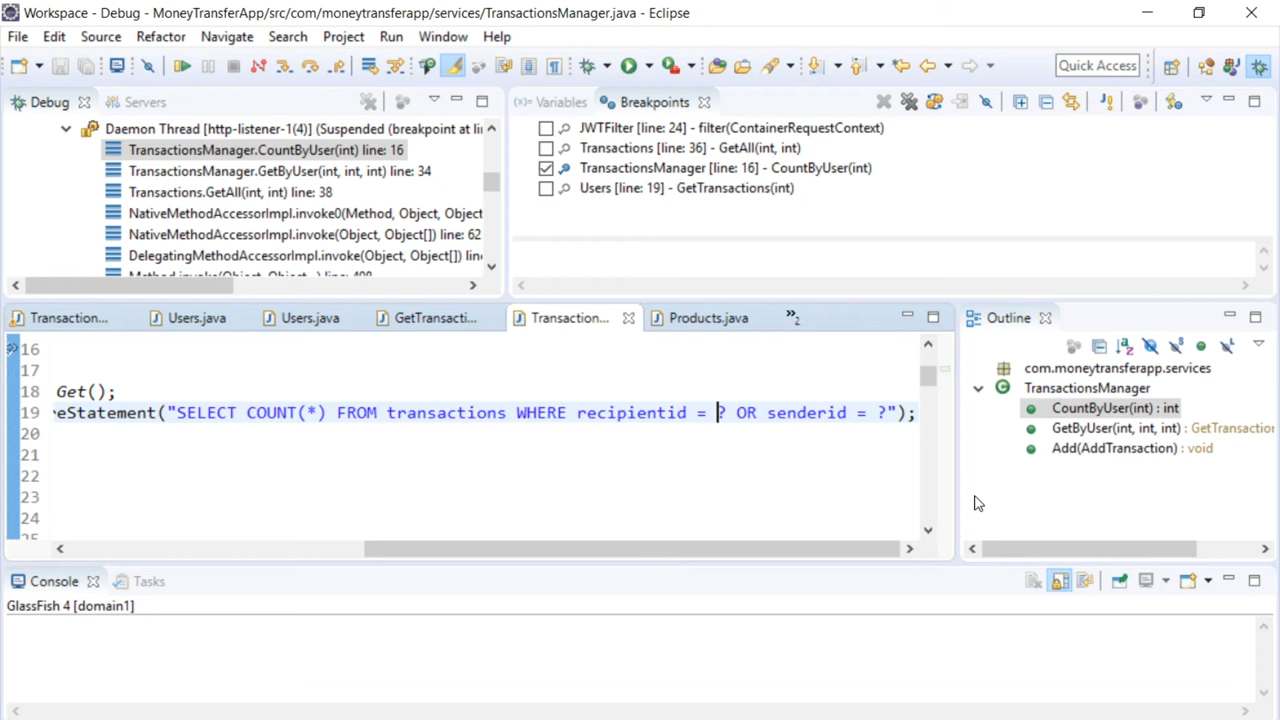 Workspace - Debug - MoneyTransferApp/src/com/moneytransferapp/services/TransactionsManager.java - Eclipse
File Edit Source Refactor Navigate Search Project Run Window Help
Quick Access
Debug Servers
Daemon Thread [http-listener-1(4)] (Suspended (breakpoint at li
TransactionsManager.CountByUser(int) line: 16
TransactionsManager.GetByUser(int, int, int) line: 34
Transactions.GetAll(int, int) line: 38
NativeMethodAccessorImpl.invoke0(Method, Object, Object
NativeMethodAccessorImpl.invoke(Object, Object[]) line: 62
DelegatingMethodAccessorImpl.invoke(Object, Object[]) line
(x)= Variables Breakpoints
JWTFilter [line: 24] - filter(ContainerRequestContext)
Transactions [line: 36] - GetAll(int, int)
TransactionsManager [line: 16] - CountByUser(int)
Users [line: 19] - GetTransactions(int)
Transaction... Users.java Users.java GetTransacti... Transaction... Products.java »2
16
17
18 Get();
19 eStatement("SELECT COUNT(*) FROM transactions WHERE recipientid = ? OR senderid = ?");
20
21
22
23
24
25
Outline
com.moneytransferapp.services
TransactionsManager
CountByUser(int) : int
GetByUser(int, int, int) : GetTransaction
Add(AddTransaction) : void
Console Tasks
GlassFish 4 [domain1]